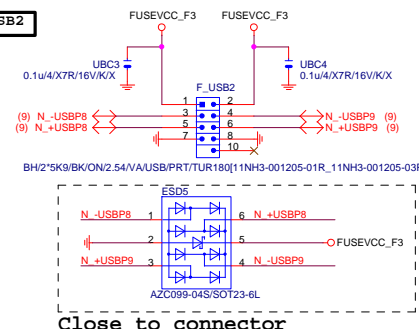 SB2
FUSEVCC_F3 FUSEVCC_F3
UBC3 UBC4
0.1u/4/X7R/16V/K/X 0.1u/4/X7R/16V/K/X
F_USB2
1 2
(9) N_-USBP8 3 4 N_-USBP9 (9)
(9) N_+USBP8 5 6 N_+USBP9 (9)
7 8
10
BH/2*5K9/BK/ON/2.54/VA/USB/PRT/TUR180[11NH3-001205-01R_11NH3-001205-03R
ESD5
N_-USBP8 1 6 N_+USBP8
2 5 FUSEVCC_F3
N_+USBP9 3 4 N_-USBP9
AZC099-04S/SOT23-6L
Close to connector